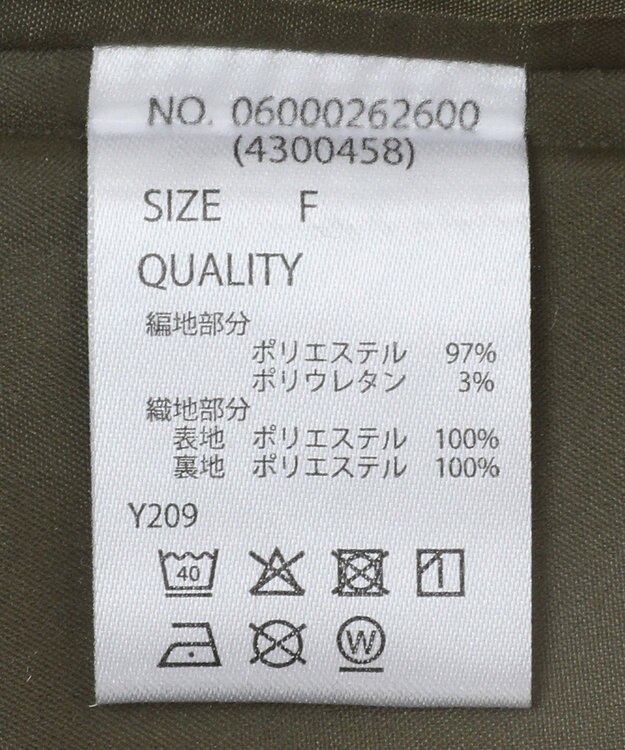 NO. 06000262600
(4300458)
SIZE F
QUALITY
編地部分
ポリエステル 97%
ポリウレタン 3%
織地部分
表地 ポリエステル 100%
裏地 ポリエステル 100%
Y209
40
W